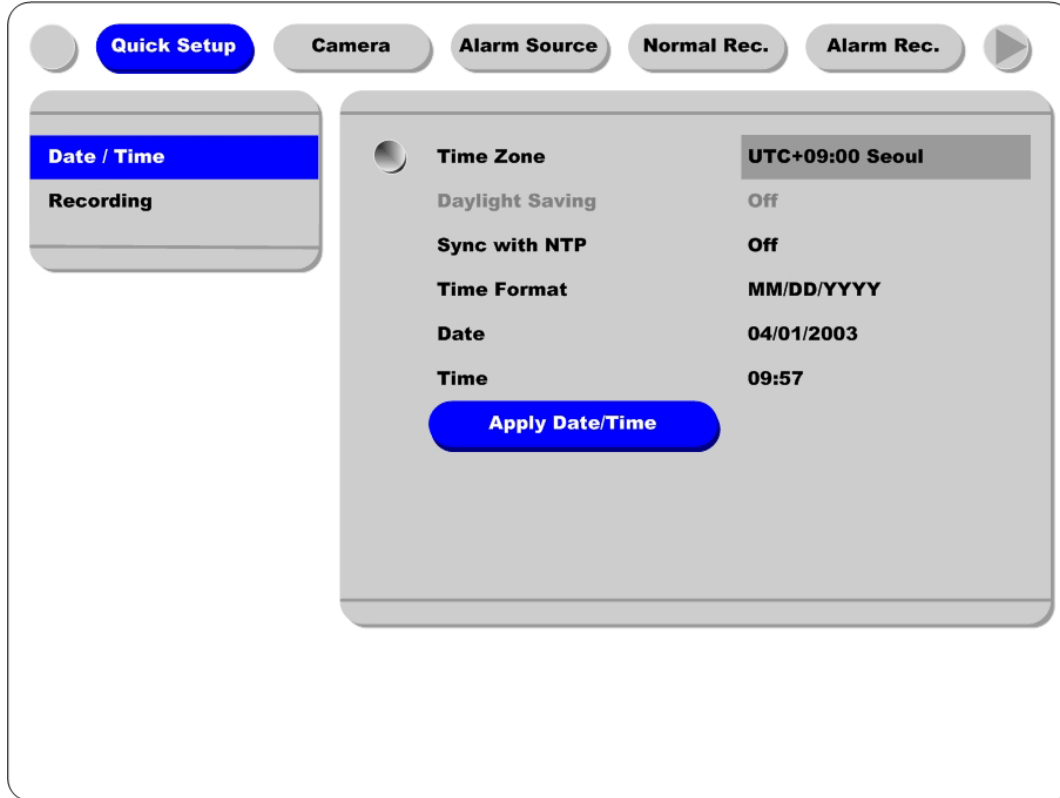 Quick Setup Camera Alarm Source Normal Rec. Alarm Rec.
Date / Time
Recording
Time Zone UTC+09:00 Seoul
Daylight Saving Off
Sync with NTP Off
Time Format MM/DD/YYYY
Date 04/01/2003
Time 09:57
Apply Date/Time